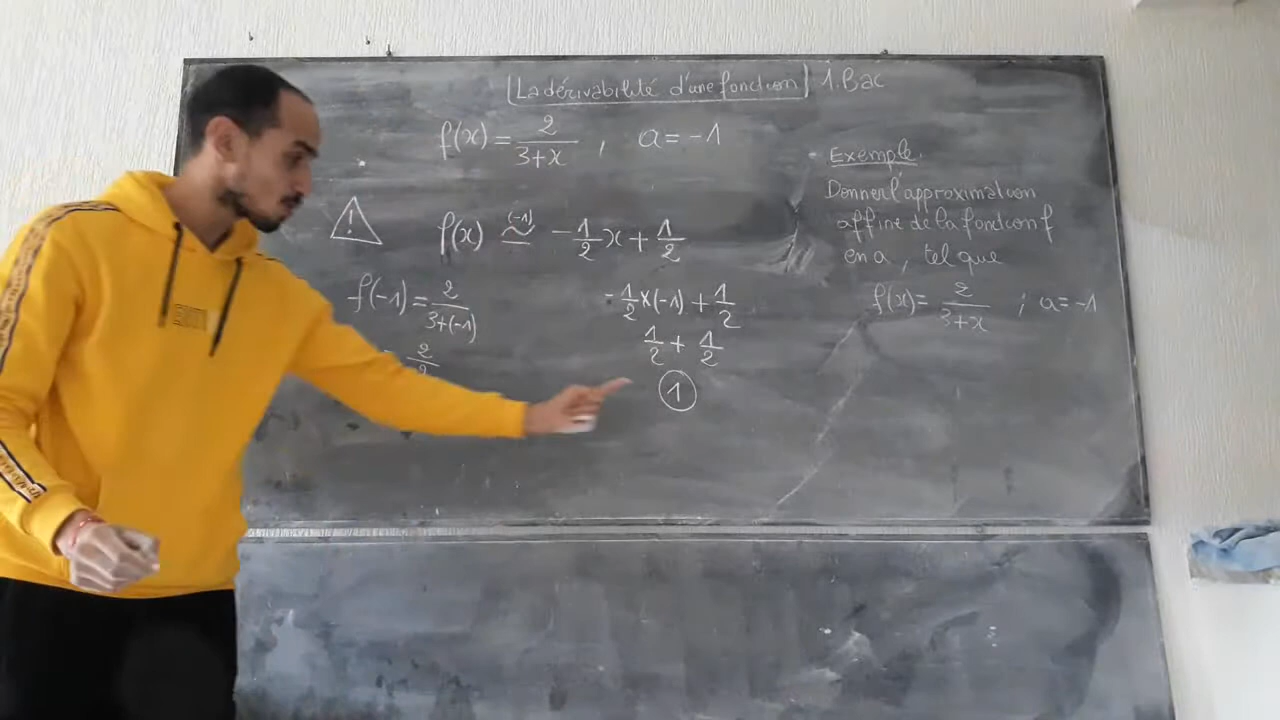 La dérivabilité d'une fonction 1.Bac
f(x) = 2/(3+x) , a = -1
! f(x) ≃ (-1) -1/2 x + 1/2
f(-1) = 2/(3+(-1))
2/2
-1/2 × (-1) + 1/2
1/2 + 1/2
1
Exemple
Donner l'approximation
affine de la fonction f
en a , tel que
f(x) = 2/(3+x) ; a = -1